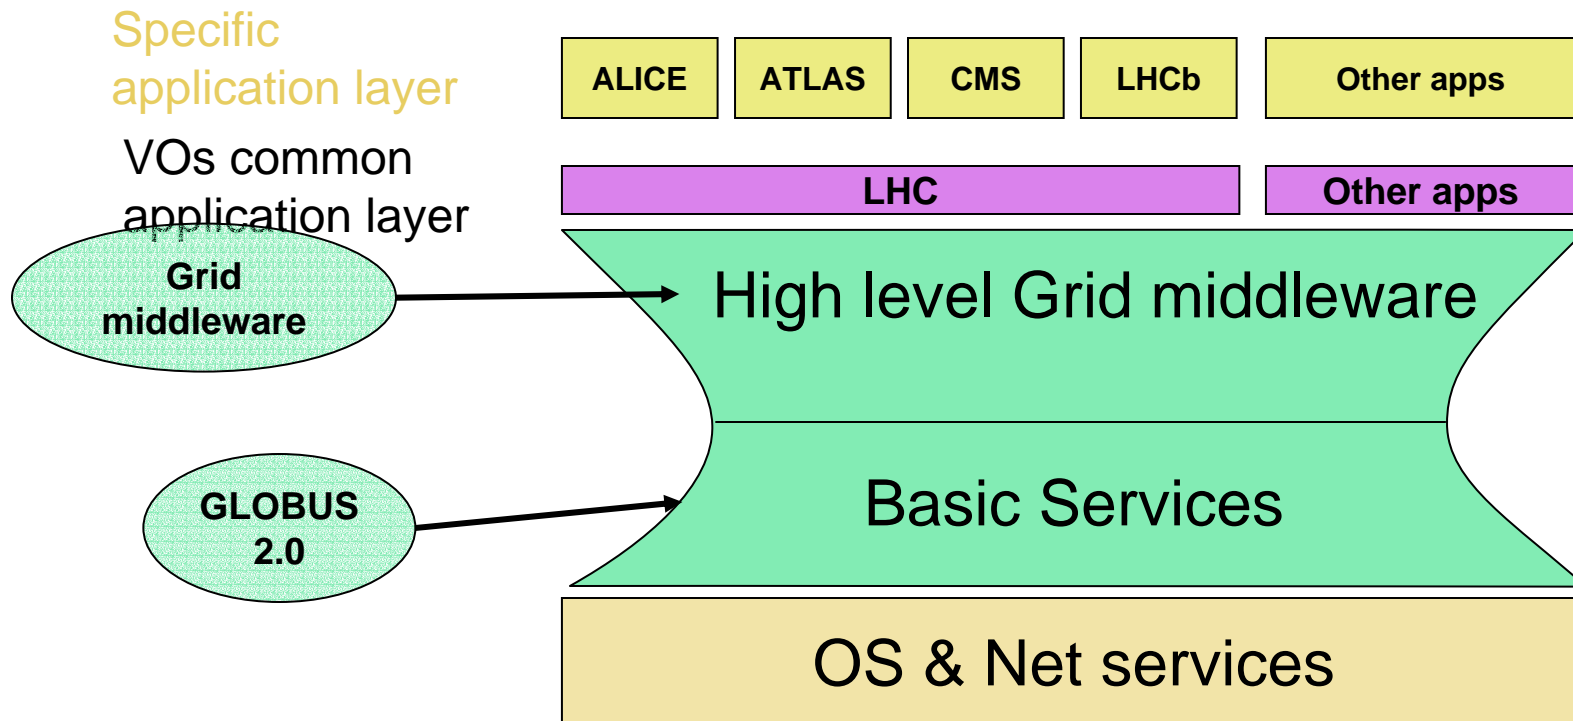 Specific
application layer
ALICE
ATLAS
CMS
LHCb
Other apps
VOs common
application layer
LHC
Other apps
Grid
middleware
High level Grid middleware
GLOBUS
2.0
Basic Services
OS & Net services